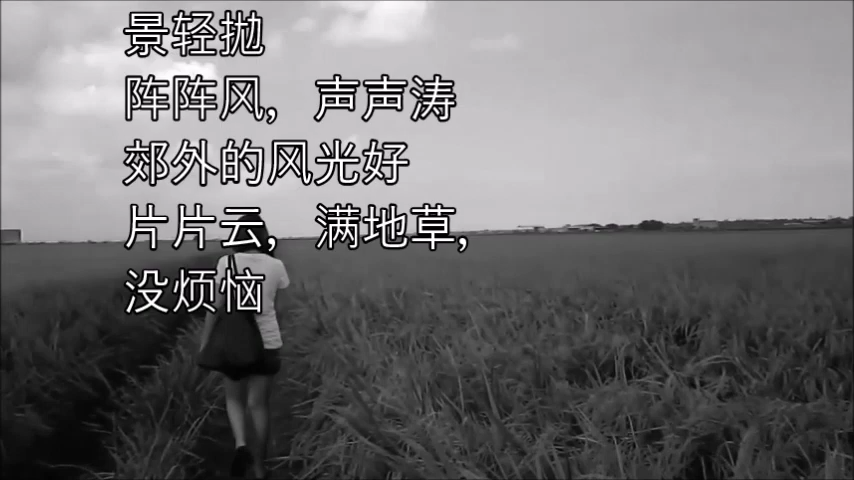 景轻抛
阵阵风，声声涛
郊外的风光好
片片云，满地草，
没烦恼